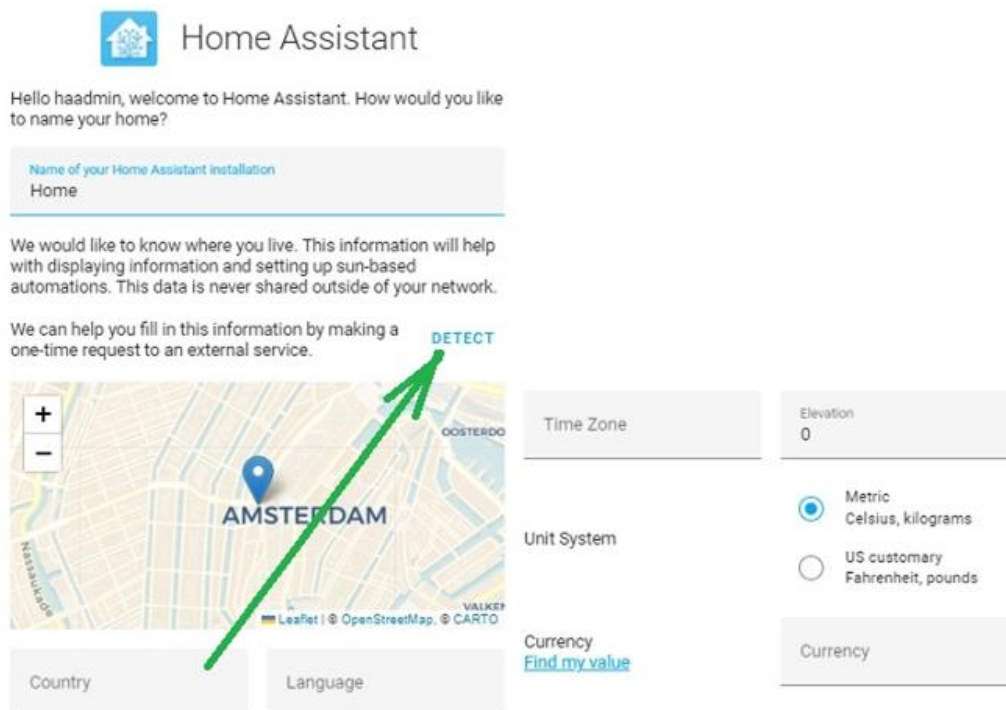 Home Assistant
Hello haadmin, welcome to Home Assistant. How would you like
to name your home?
Name of your Home Assistant installation
Home
We would like to know where you live. This information will help
with displaying information and setting up sun-based
automations. This data is never shared outside of your network.
We can help you fill in this information by making a
one-time request to an external service.
DETECT
+
−
OOSTERDO
AMSTERDAM
Nassaukade
VALKEN
Leaflet | © OpenStreetMap, © CARTO
Country
Language
Time Zone
Elevation
0
Unit System
Metric
Celsius, kilograms
US customary
Fahrenheit, pounds
Currency
Find my value
Currency